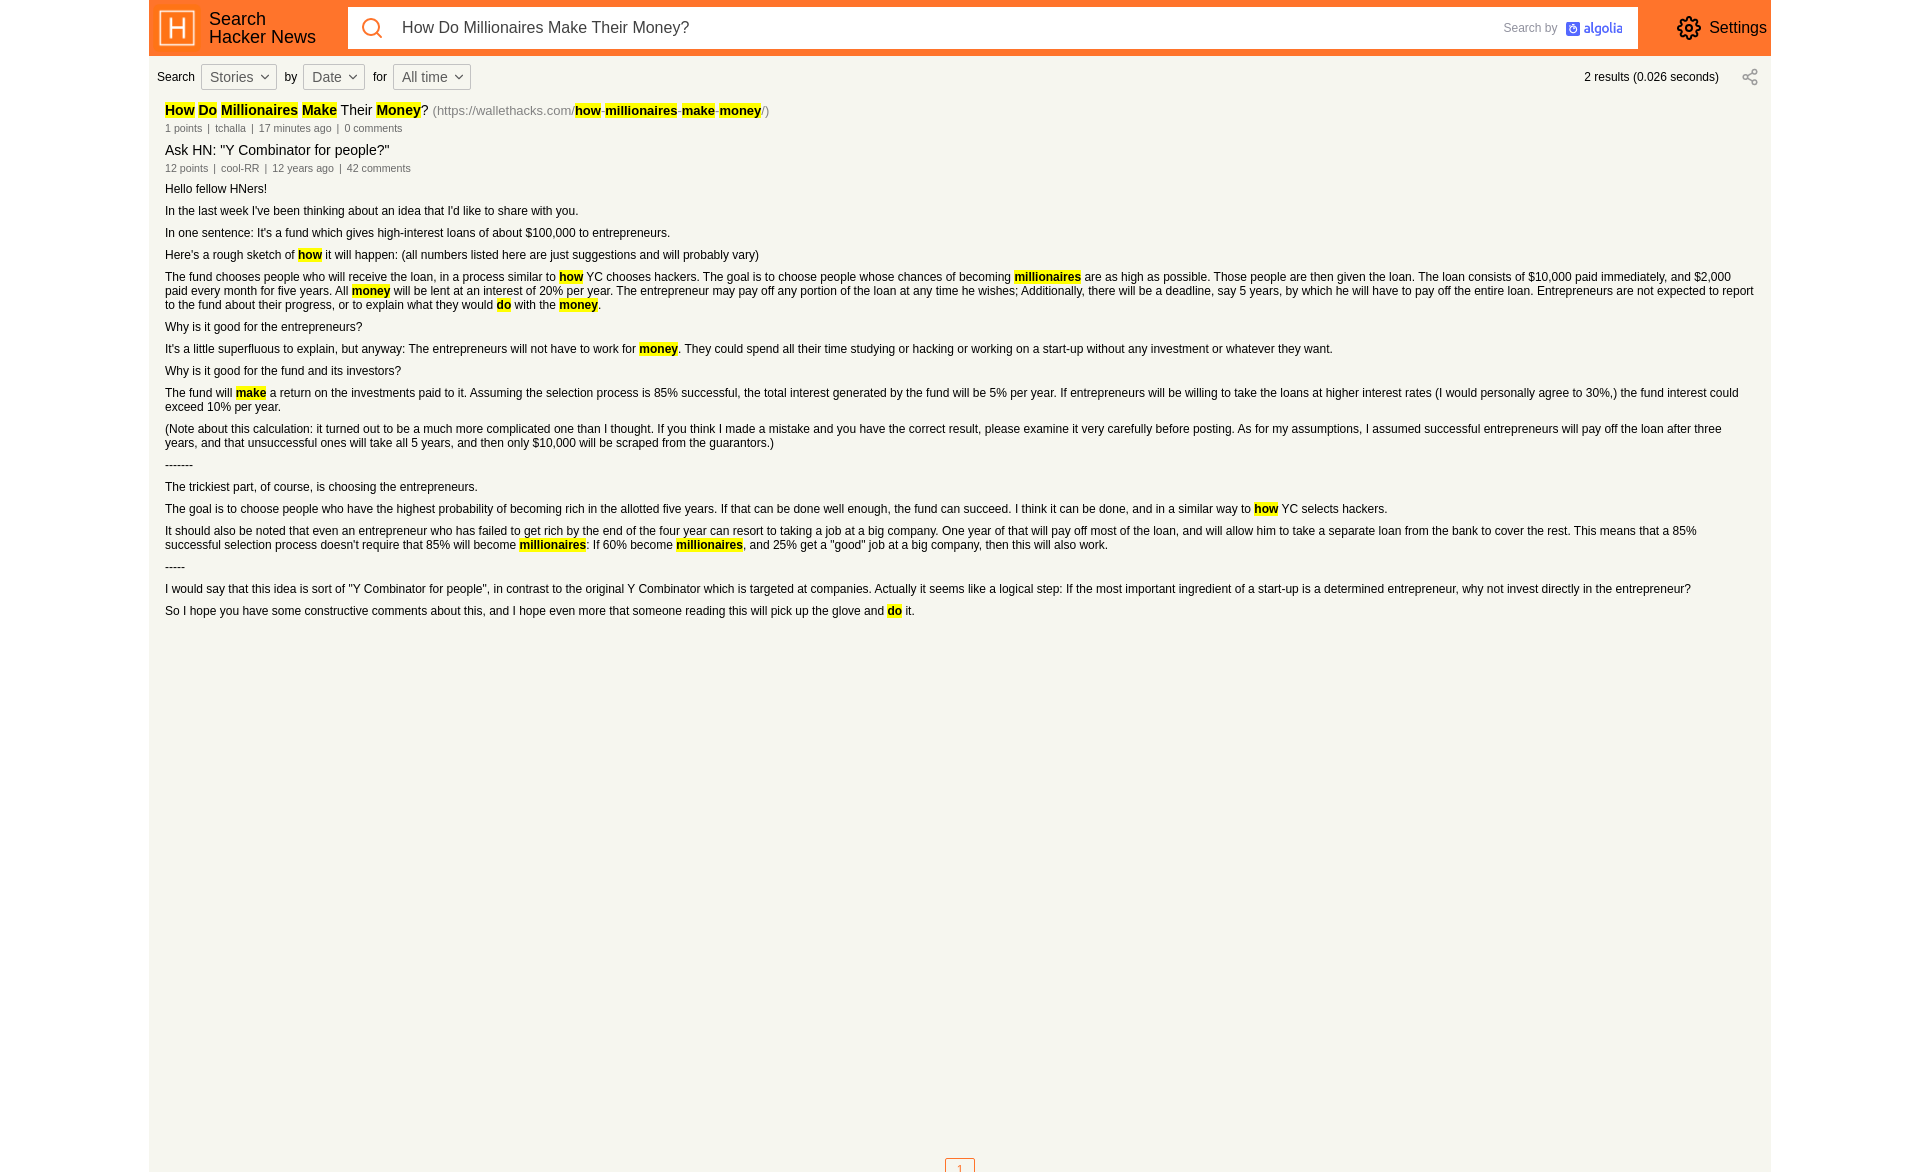 Search
Hacker News
How Do Millionaires Make Their Money?
Search by algolia
Settings
Search Stories by Date for All time
2 results (0.026 seconds)
How Do Millionaires Make Their Money? (https://wallethacks.com/how-millionaires-make-money/)
1 points | tchalla | 17 minutes ago | 0 comments
Ask HN: "Y Combinator for people?"
12 points | cool-RR | 12 years ago | 42 comments
Hello fellow HNers!
In the last week I've been thinking about an idea that I'd like to share with you.
In one sentence: It's a fund which gives high-interest loans of about $100,000 to entrepreneurs.
Here's a rough sketch of how it will happen: (all numbers listed here are just suggestions and will probably vary)
The fund chooses people who will receive the loan, in a process similar to how YC chooses hackers. The goal is to choose people whose chances of becoming millionaires are as high as possible. Those people are then given the loan. The loan consists of $10,000 paid immediately, and $2,000
paid every month for five years. All money will be lent at an interest of 20% per year. The entrepreneur may pay off any portion of the loan at any time he wishes; Additionally, there will be a deadline, say 5 years, by which he will have to pay off the entire loan. Entrepreneurs are not expected to report
to the fund about their progress, or to explain what they would do with the money.
Why is it good for the entrepreneurs?
It's a little superfluous to explain, but anyway: The entrepreneurs will not have to work for money. They could spend all their time studying or hacking or working on a start-up without any investment or whatever they want.
Why is it good for the fund and its investors?
The fund will make a return on the investments paid to it. Assuming the selection process is 85% successful, the total interest generated by the fund will be 5% per year. If entrepreneurs will be willing to take the loans at higher interest rates (I would personally agree to 30%,) the fund interest could
exceed 10% per year.
(Note about this calculation: it turned out to be a much more complicated one than I thought. If you think I made a mistake and you have the correct result, please examine it very carefully before posting. As for my assumptions, I assumed successful entrepreneurs will pay off the loan after three
years, and that unsuccessful ones will take all 5 years, and then only $10,000 will be scraped from the guarantors.)
-------
The trickiest part, of course, is choosing the entrepreneurs.
The goal is to choose people who have the highest probability of becoming rich in the allotted five years. If that can be done well enough, the fund can succeed. I think it can be done, and in a similar way to how YC selects hackers.
It should also be noted that even an entrepreneur who has failed to get rich by the end of the four year can resort to taking a job at a big company. One year of that will pay off most of the loan, and will allow him to take a separate loan from the bank to cover the rest. This means that a 85%
successful selection process doesn't require that 85% will become millionaires: If 60% become millionaires, and 25% get a "good" job at a big company, then this will also work.
-----
I would say that this idea is sort of "Y Combinator for people", in contrast to the original Y Combinator which is targeted at companies. Actually it seems like a logical step: If the most important ingredient of a start-up is a determined entrepreneur, why not invest directly in the entrepreneur?
So I hope you have some constructive comments about this, and I hope even more that someone reading this will pick up the glove and do it.
1